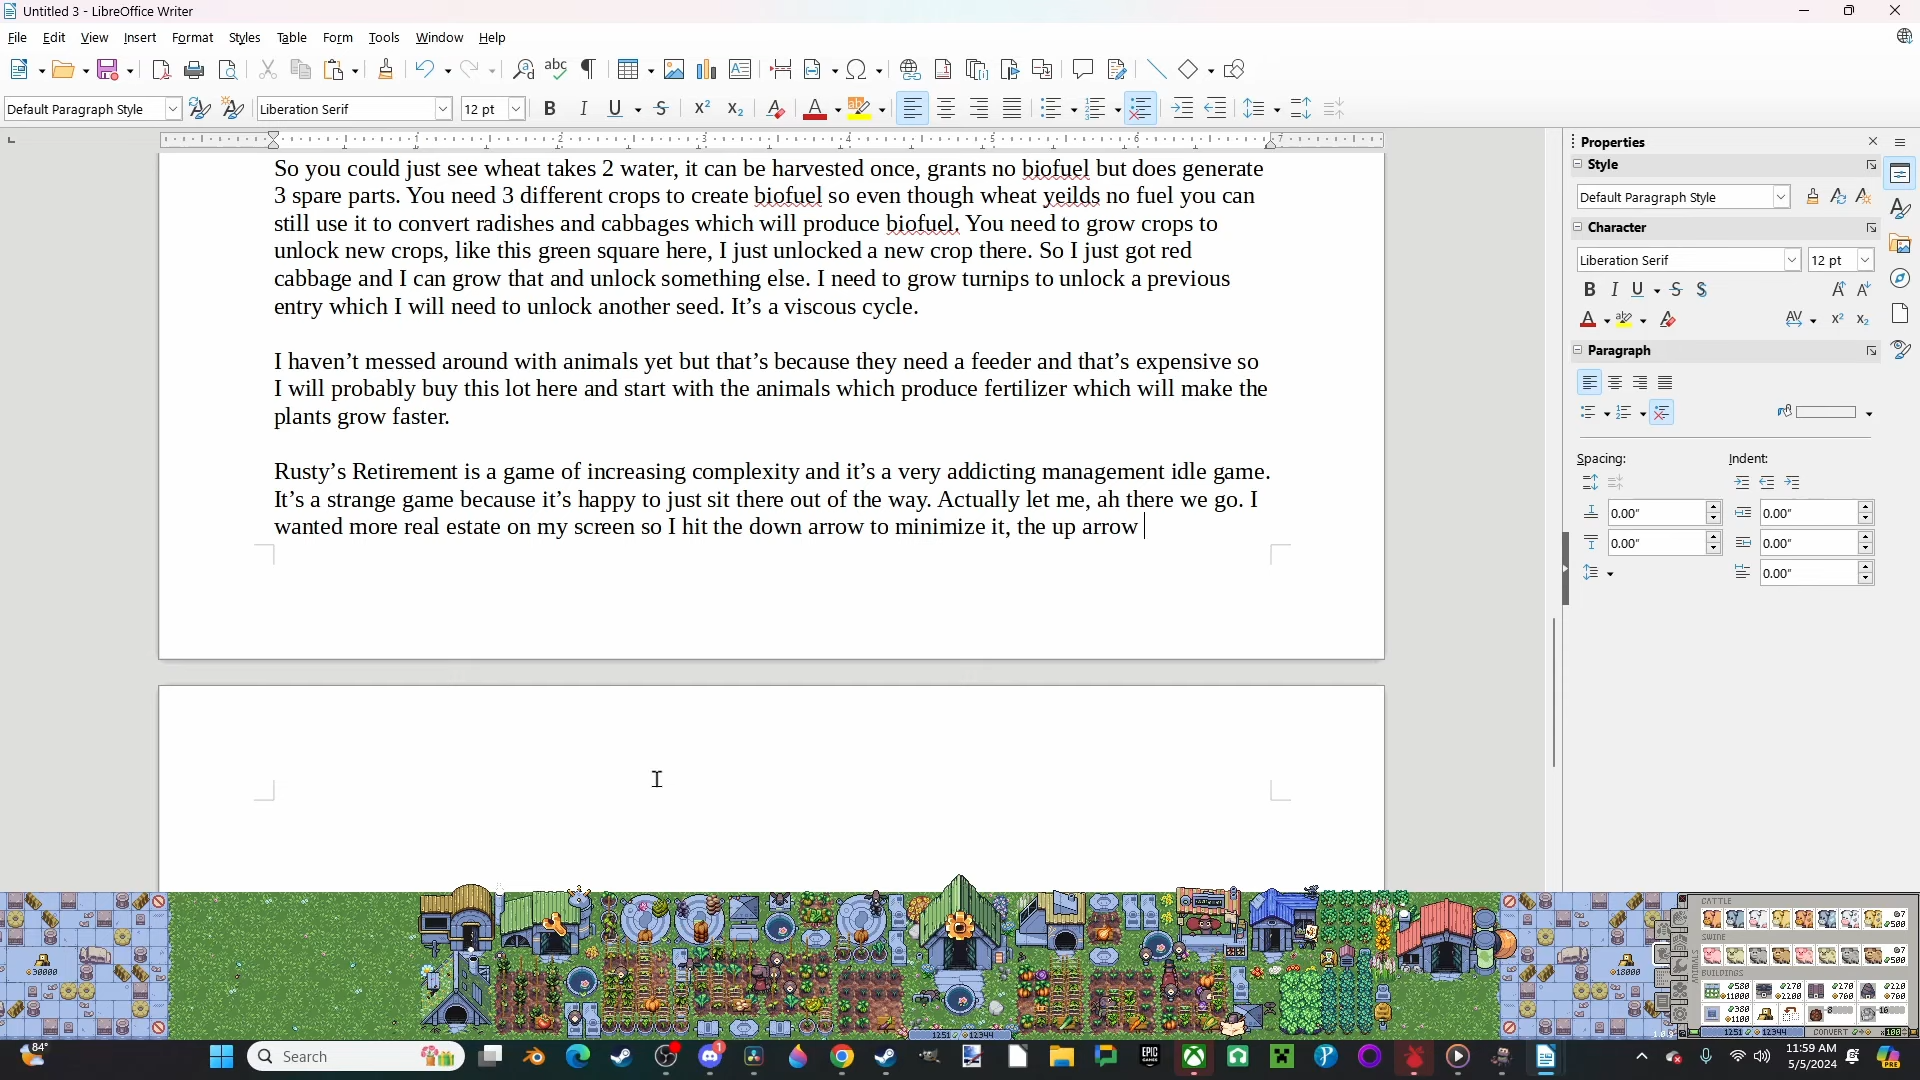 Untitled 3 - LibreOffice Writer
File Edit View Insert Format Styles Table Form Tools Window Help
Default Paragraph Style Liberation Serif 12 pt
So you could just see wheat takes 2 water, it can be harvested once, grants no biofuel but does generate
3 spare parts. You need 3 different crops to create biofuel so even though wheat yeilds no fuel you can
still use it to convert radishes and cabbages which will produce biofuel. You need to grow crops to
unlock new crops, like this green square here, I just unlocked a new crop there. So I just got red
cabbage and I can grow that and unlock something else. I need to grow turnips to unlock a previous
entry which I will need to unlock another seed. It’s a viscous cycle.
I haven’t messed around with animals yet but that’s because they need a feeder and that’s expensive so
I will probably buy this lot here and start with the animals which produce fertilizer which will make the
plants grow faster.
Rusty’s Retirement is a game of increasing complexity and it’s a very addicting management idle game.
It’s a strange game because it’s happy to just sit there out of the way. Actually let me, ah there we go. I
wanted more real estate on my screen so I hit the down arrow to minimize it, the up arrow
Properties
Style
Default Paragraph Style
Character
Liberation Serif 12 pt
Paragraph
Spacing: Indent:
0.00" 0.00"
0.00" 0.00"
0.00"
CATTLE
SWINE
BUILDINGS
30000
18000
1251 12344
1251 12344 CONVERT x100
84°
Search
11:59 AM
5/5/2024